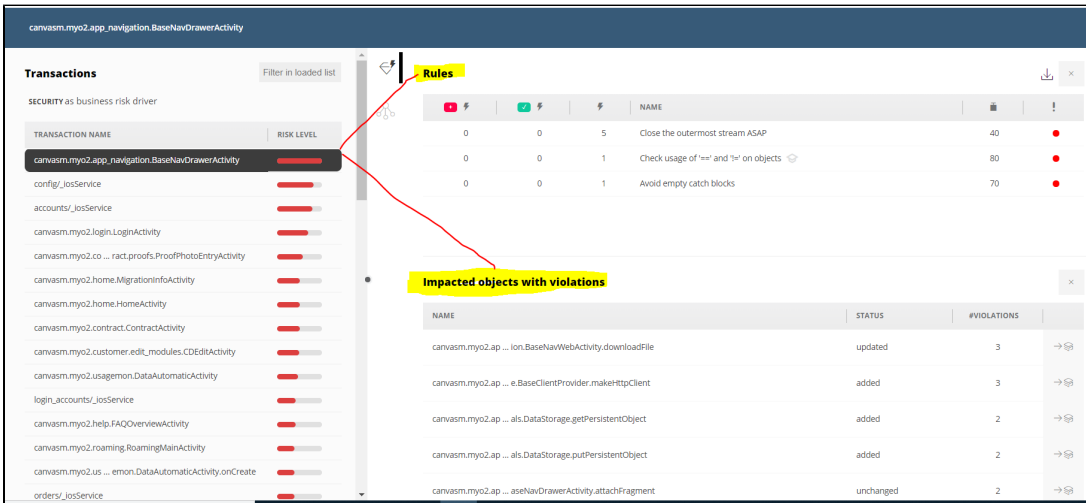 canvasm.myo2.app_navigation.BaseNavDrawerActivity
Transactions
Filter in loaded list
SECURITY as business risk driver
TRANSACTION NAME RISK LEVEL
canvasm.myo2.app_navigation.BaseNavDrawerActivity
config/_iosService
accounts/_iosService
canvasm.myo2.login.LoginActivity
canvasm.myo2.co ... ract.proofs.ProofPhotoEntryActivity
canvasm.myo2.home.MigrationInfoActivity
canvasm.myo2.home.HomeActivity
canvasm.myo2.contract.ContractActivity
canvasm.myo2.customer.edit_modules.CDEditActivity
canvasm.myo2.usagemon.DataAutomaticActivity
login_accounts/_iosService
canvasm.myo2.help.FAQOverviewActivity
canvasm.myo2.roaming.RoamingMainActivity
canvasm.myo2.us ... emon.DataAutomaticActivity.onCreate
orders/_iosService
Rules
NAME
0 0 5 Close the outermost stream ASAP 40
0 0 1 Check usage of '==' and '!=' on objects 80
0 0 1 Avoid empty catch blocks 70
Impacted objects with violations
NAME STATUS #VIOLATIONS
canvasm.myo2.ap ... ion.BaseNavWebActivity.downloadFile updated 3
canvasm.myo2.ap ... e.BaseClientProvider.makeHttpClient added 3
canvasm.myo2.ap ... als.DataStorage.getPersistentObject added 2
canvasm.myo2.ap ... als.DataStorage.putPersistentObject added 2
canvasm.myo2.ap ... aseNavDrawerActivity.attachFragment unchanged 2